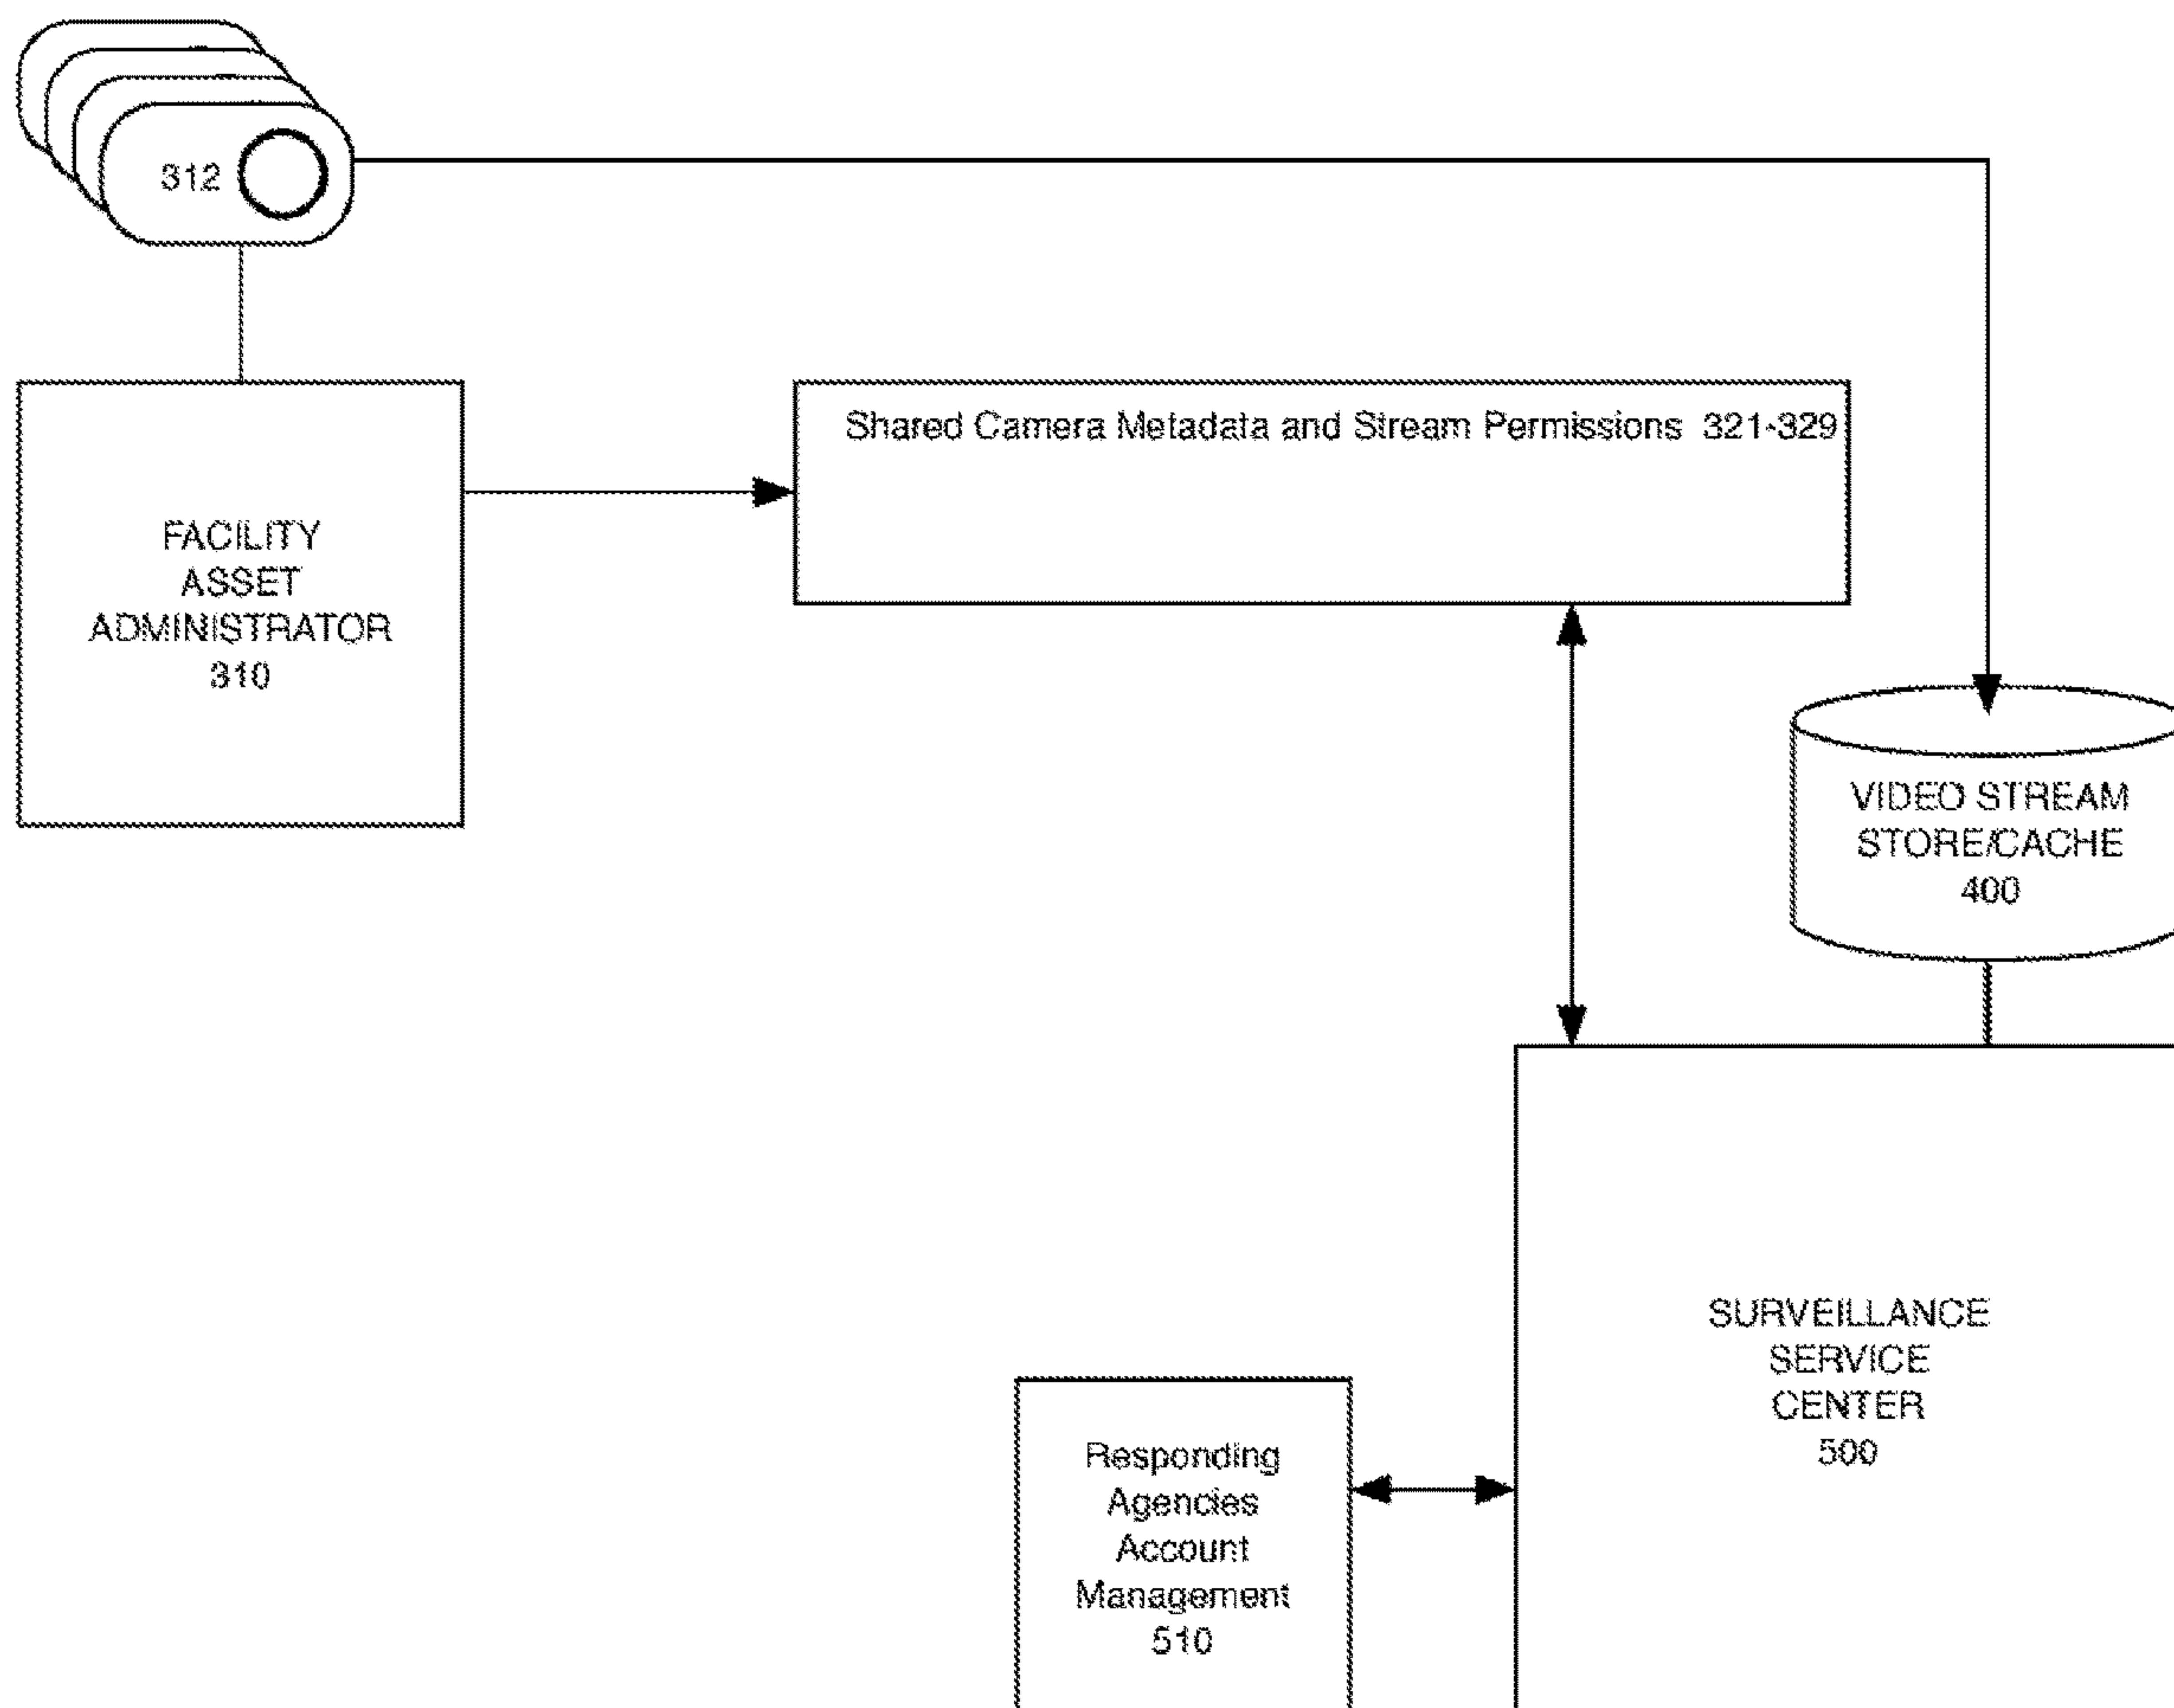 312
Shared Camera Metadata and Stream Permissions 321-329
FACILITY
ASSET
ADMINISTRATOR
310
VIDEO STREAM
STORE/CACHE
400
SURVEILLANCE
SERVICE
CENTER
500
Responding
Agencies
Account
Management
510